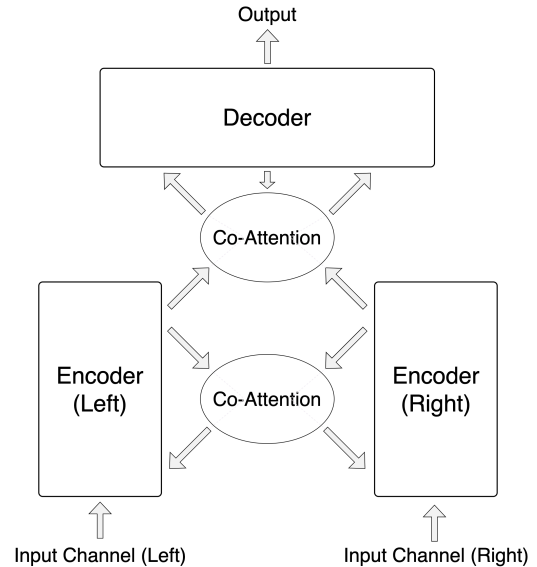 Output
Decoder
Co-Attention
Encoder
(Left)
Co-Attention
Encoder
(Right)
Input Channel (Left)
Input Channel (Right)